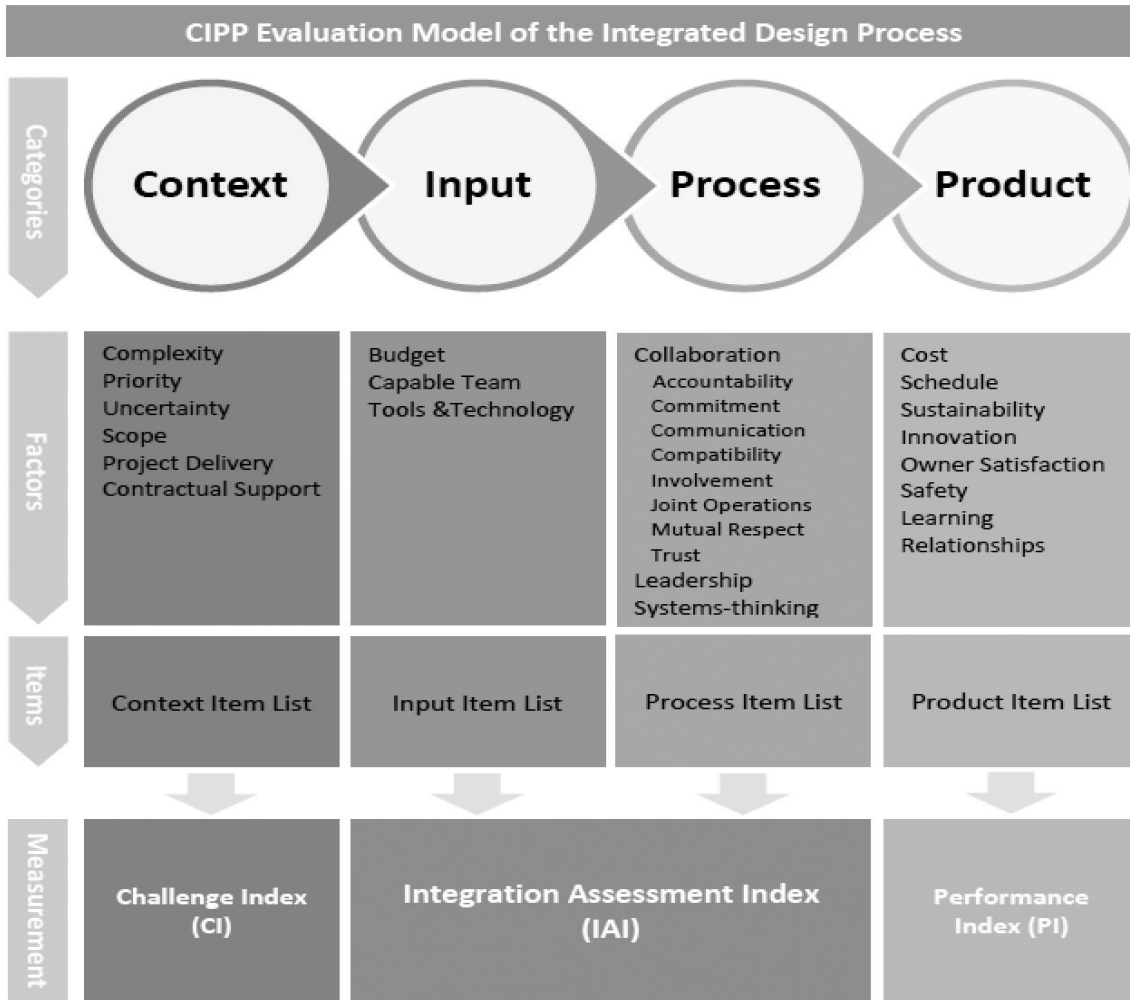 CIPP Evaluation Model of the Integrated Design Process
Categories
Context
Input
Process
Product
Factors
Complexity
Priority
Uncertainty
Scope
Project Delivery
Contractual Support
Budget
Capable Team
Tools &Technology
Collaboration
Accountability
Commitment
Communication
Compatibility
Involvement
Joint Operations
Mutual Respect
Trust
Leadership
Systems-thinking
Cost
Schedule
Sustainability
Innovation
Owner Satisfaction
Safety
Learning
Relationships
Items
Context Item List
Input Item List
Process Item List
Product Item List
Measurement
Challenge Index
(CI)
Integration Assessment Index
(IAI)
Performance
Index (PI)